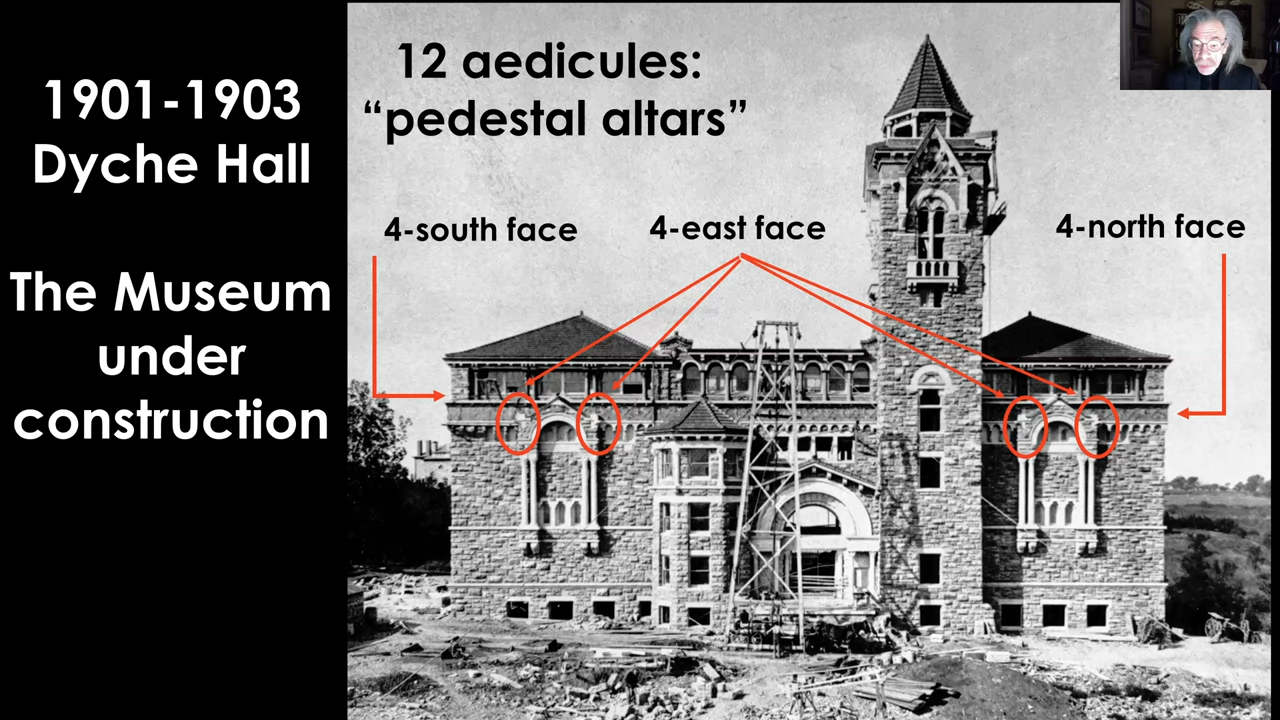 1901-1903
Dyche Hall
The Museum
under
construction
12 aedicules:
“pedestal altars”
4-south face
4-east face
4-north face